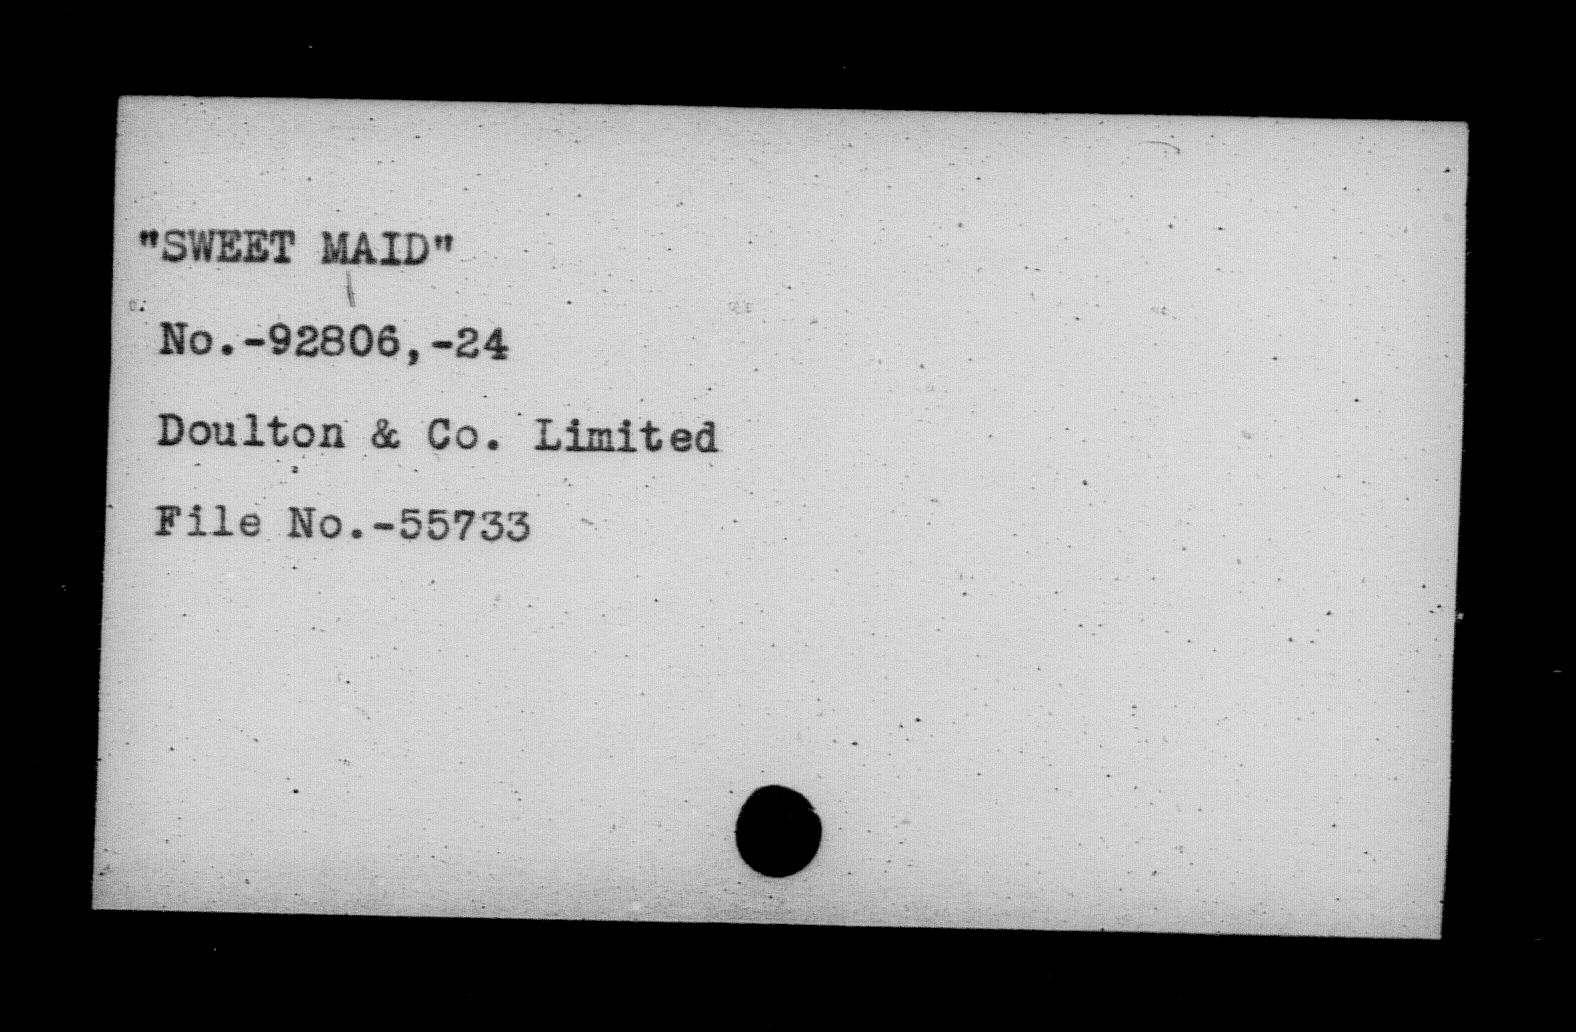 "SWEET MAID"
No.-92806,-24
Doulton & Co. Limited
File No.-55733